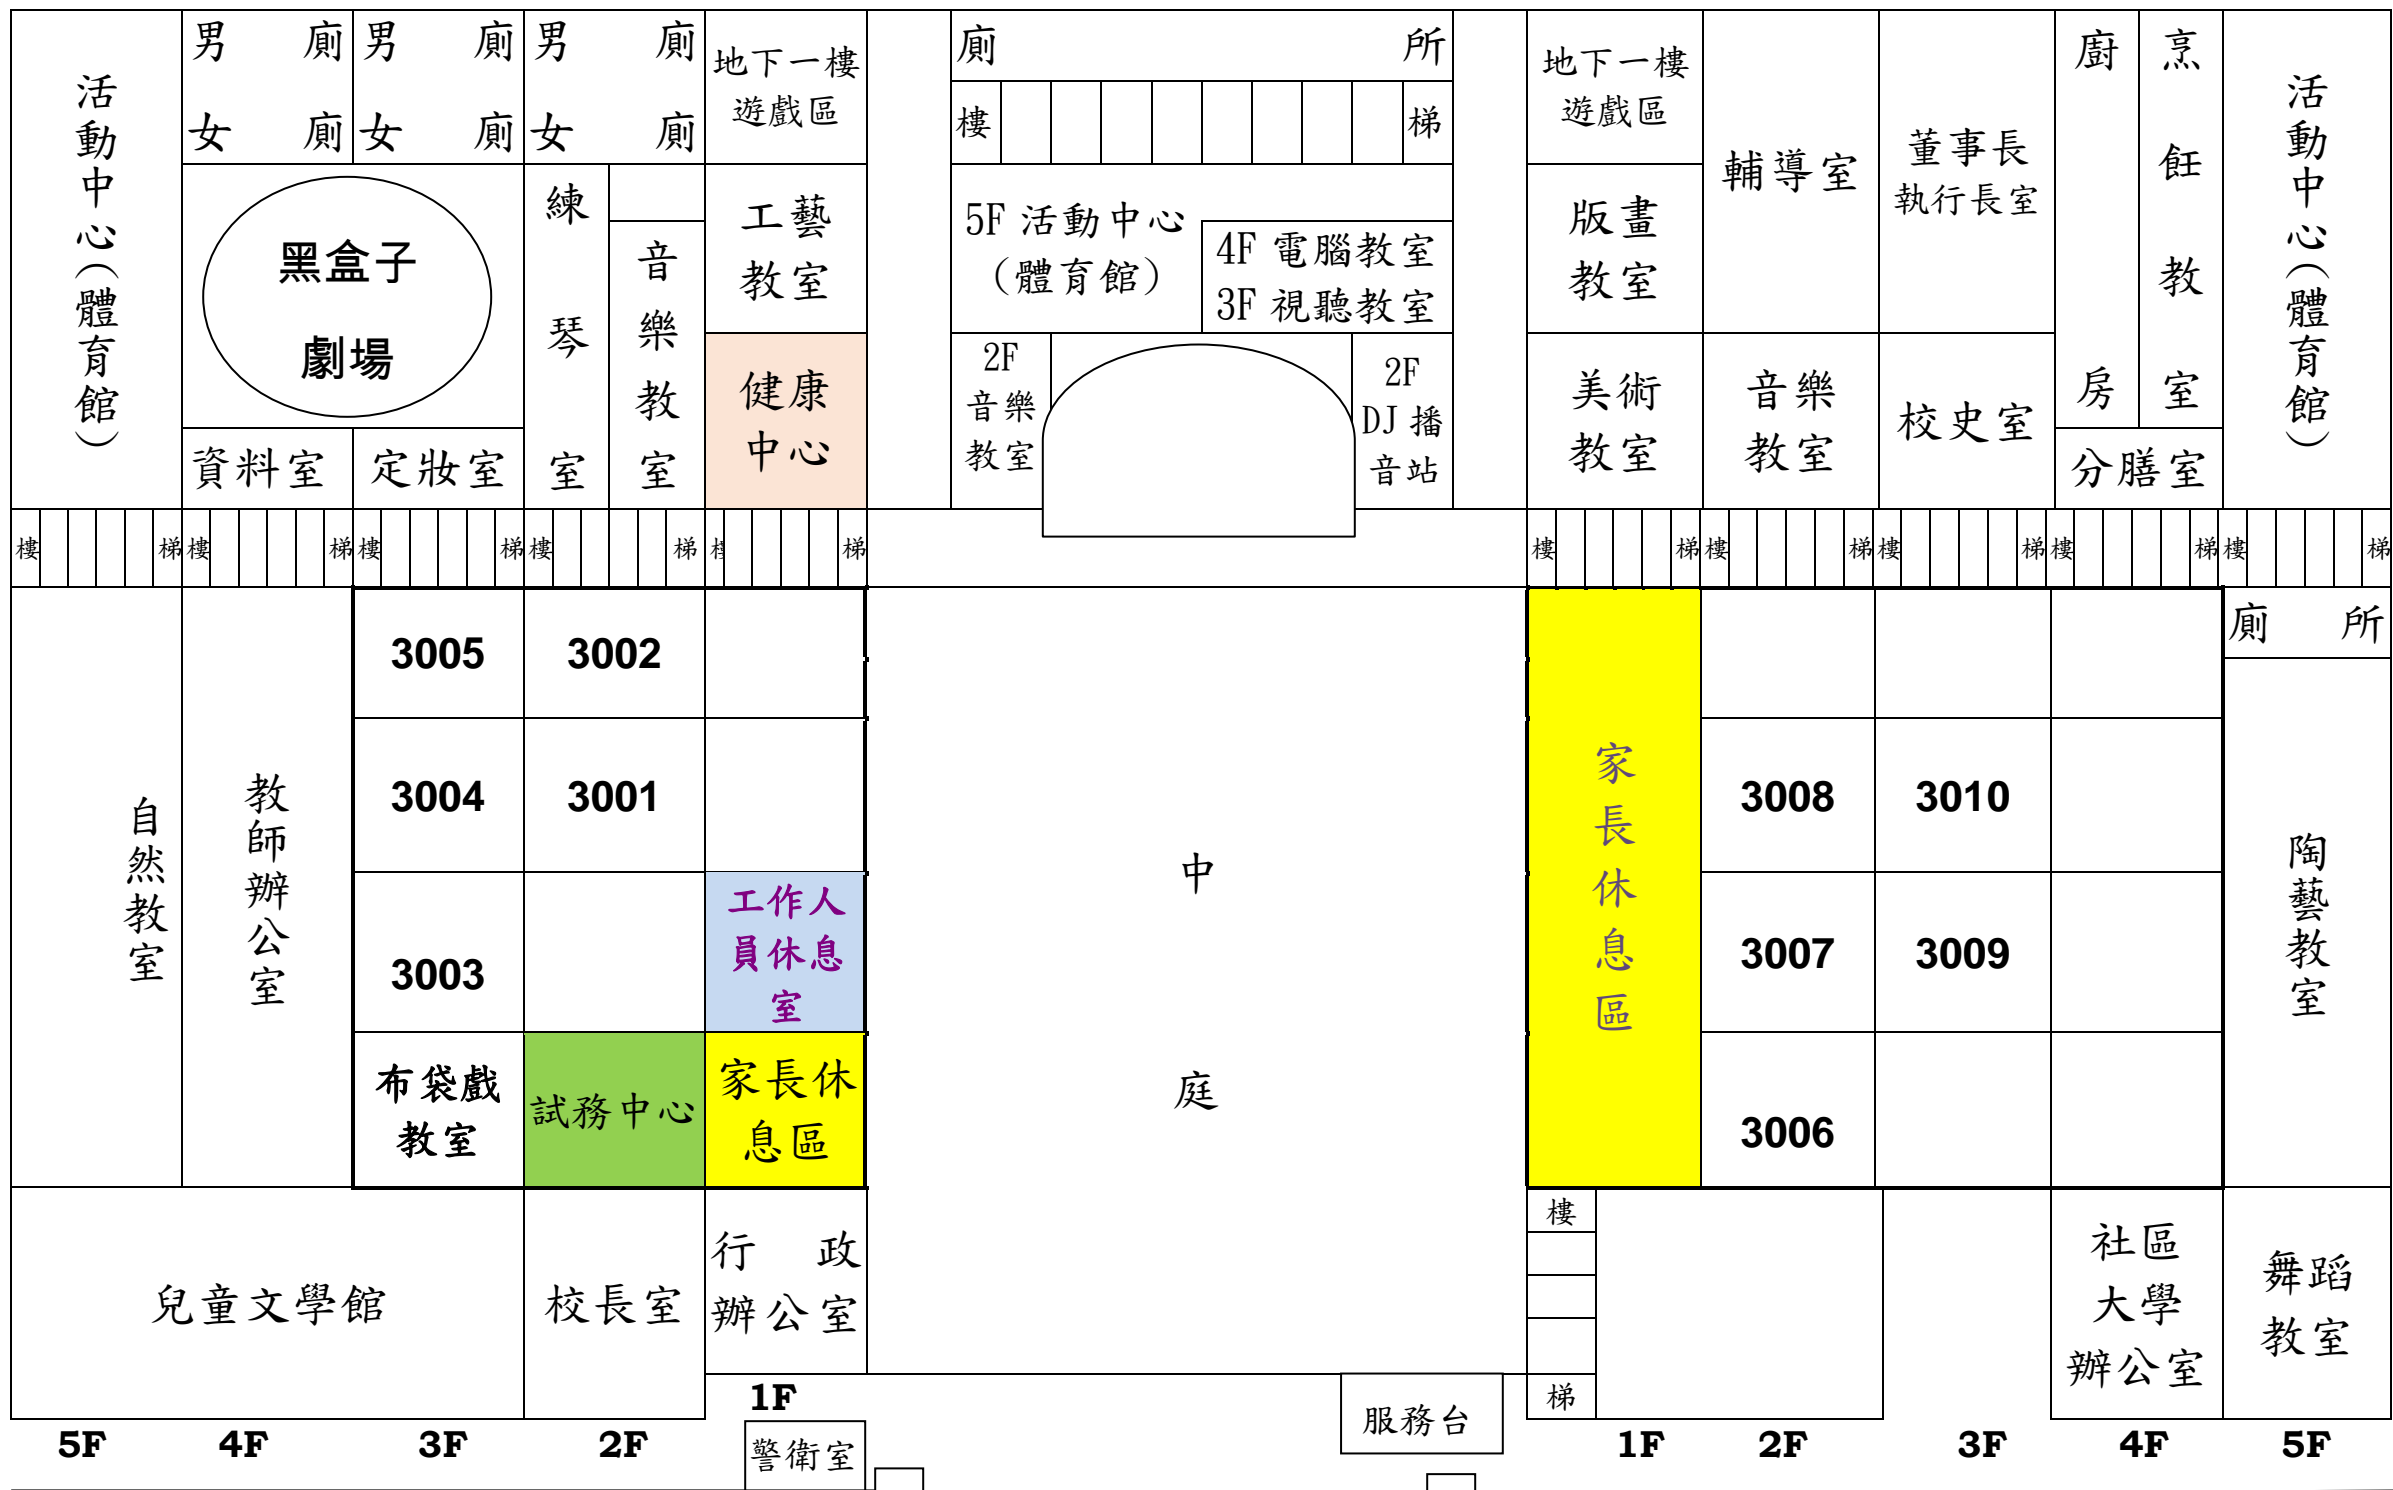 活動中心(體育館)
男 廁
女 廁
男 廁
女 廁
男 廁
女 廁
地下一樓
遊戲區
廁 所
樓 梯
地下一樓
遊戲區
輔導室
董事長
執行長室
廚房
烹飪教室
活動中心(體育館)
黑盒子
劇場
練琴室
音樂教室
工藝
教室
5F 活動中心
(體育館)
4F 電腦教室
3F 視聽教室
版畫
教室
健康
中心
2F
音樂
教室
2F
DJ 播
音站
美術
教室
音樂
教室
校史室
資料室
定妝室
分膳室
樓 梯
樓 梯
樓 梯
樓 梯
樓 梯
樓 梯
樓 梯
樓 梯
樓 梯
樓 梯
自然教室
教師辦公室
3005
3002
3004
3001
3003
工作人
員休息
室
布袋戲
教室
試務中心
家長休
息區
中庭
家長休息區
3008
3010
3007
3009
3006
廁 所
陶藝教室
兒童文學館
校長室
行 政
辦公室
樓
梯
社區
大學
辦公室
舞蹈
教室
1F
服務台
5F
4F
3F
2F
警衛室
1F
2F
3F
4F
5F